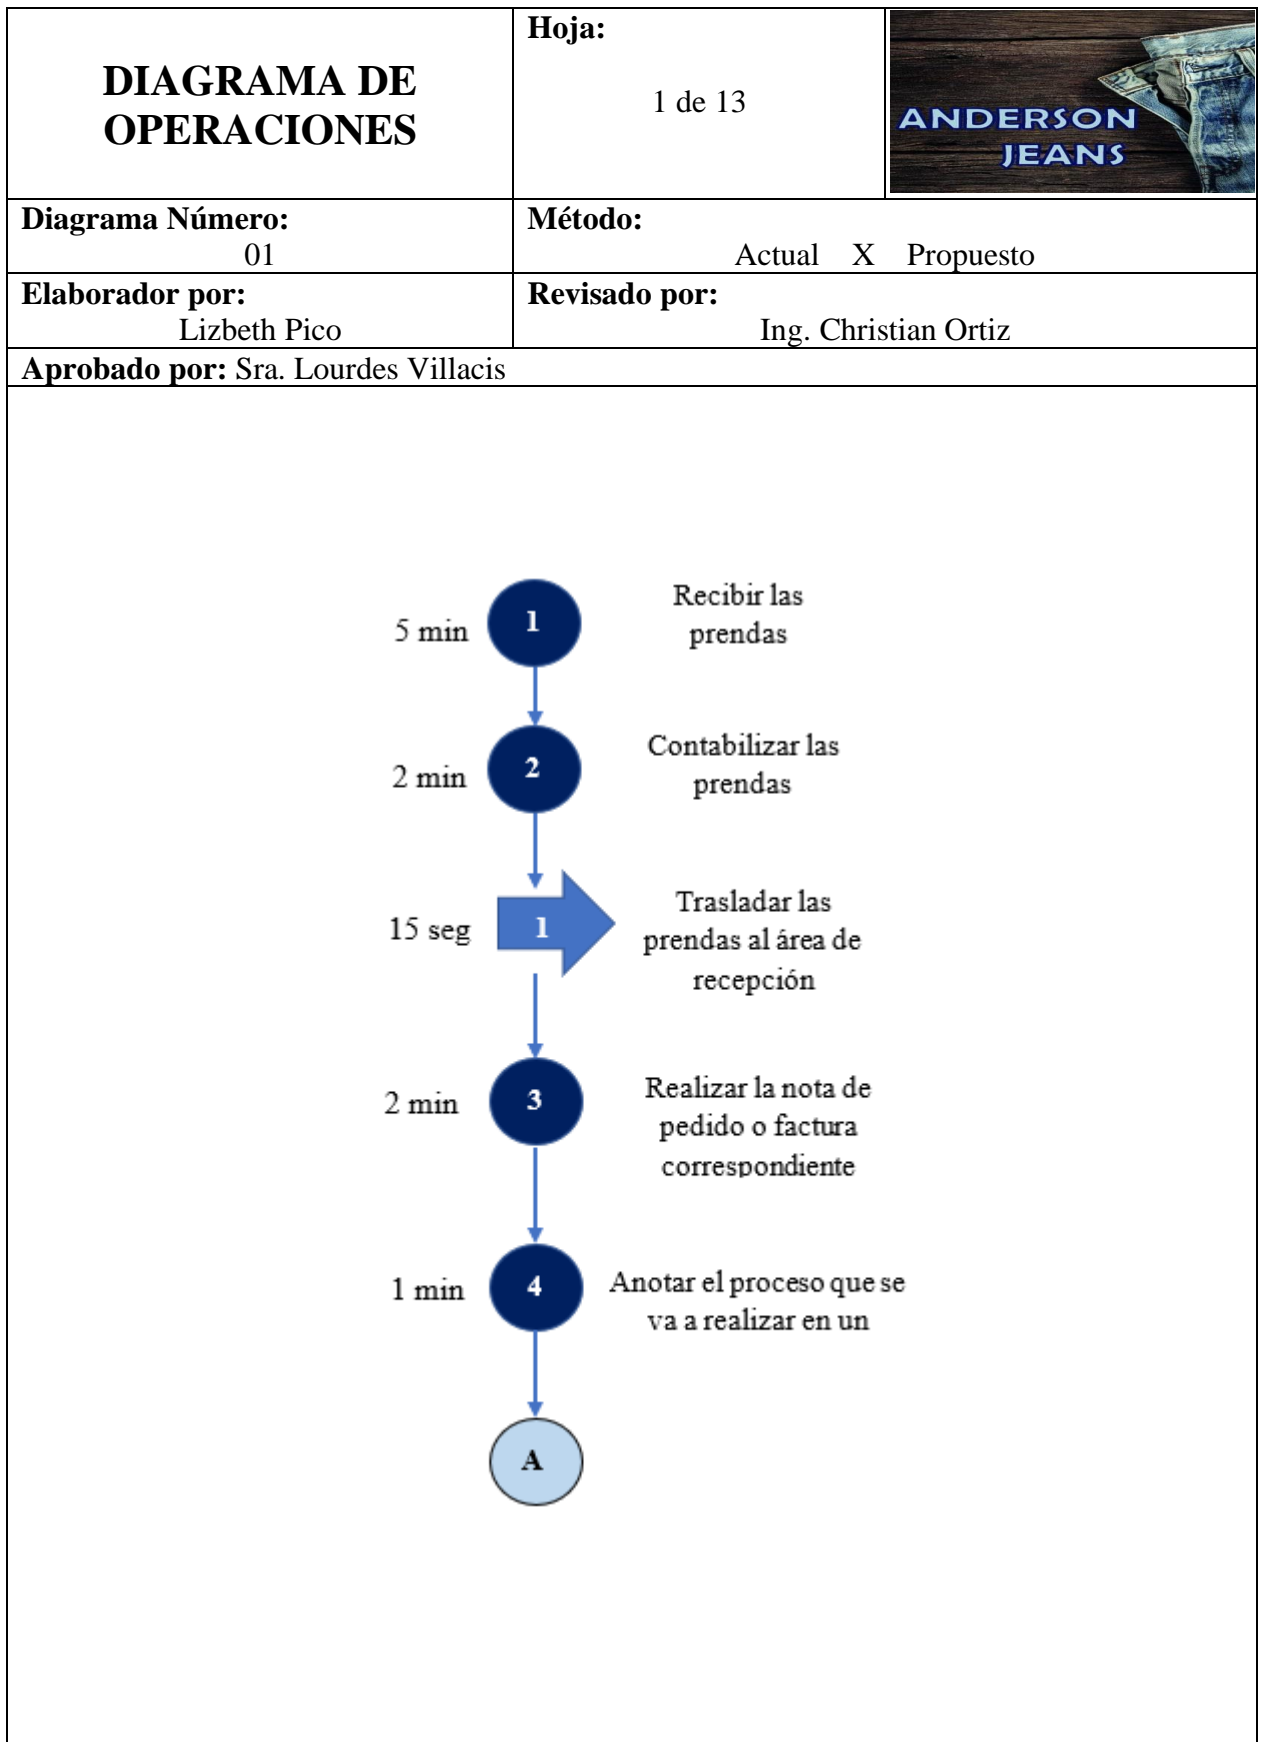 DIAGRAMA DE
OPERACIONES
Hoja:
1 de 13
ANDERSON
JEANS
Diagrama Número:
01
Método:
Actual X Propuesto
Elaborador por:
Lizbeth Pico
Revisado por:
Ing. Christian Ortiz
Aprobado por: Sra. Lourdes Villacis
5 min
1
Recibir las
prendas
2 min
2
Contabilizar las
prendas
15 seg
1
Trasladar las
prendas al área de
recepción
2 min
3
Realizar la nota de
pedido o factura
correspondiente
1 min
4
Anotar el proceso que se
va a realizar en un
A